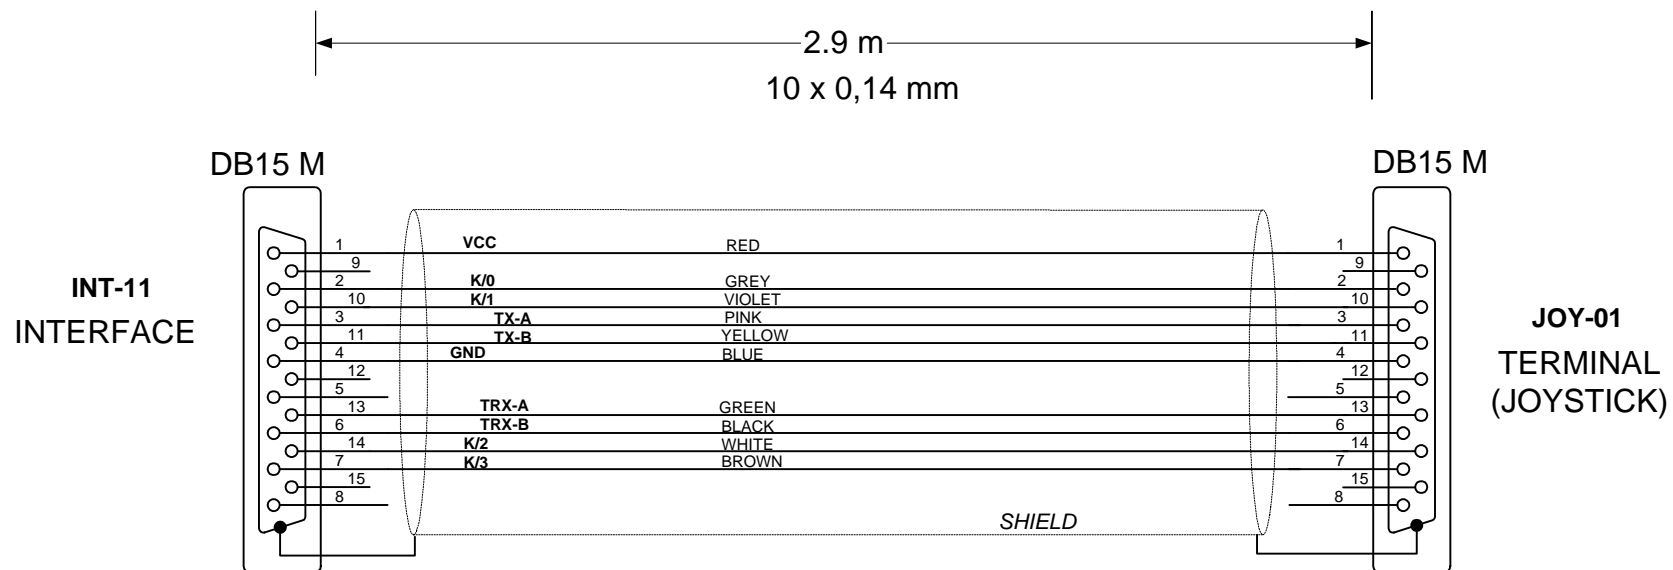 2.9 m
10 x 0,14 mm
DB15 M
DB15 M
1 VCC RED 1
9 9
2 K/0 GREY 2
10 K/1 VIOLET 10
3 TX-A PINK 3
11 TX-B YELLOW 11
4 GND BLUE 4
12 12
5 5
13 TRX-A GREEN 13
6 TRX-B BLACK 6
14 K/2 WHITE 14
7 K/3 BROWN 7
15 15
8 8
SHIELD
INT-11
INTERFACE
JOY-01
TERMINAL
(JOYSTICK)